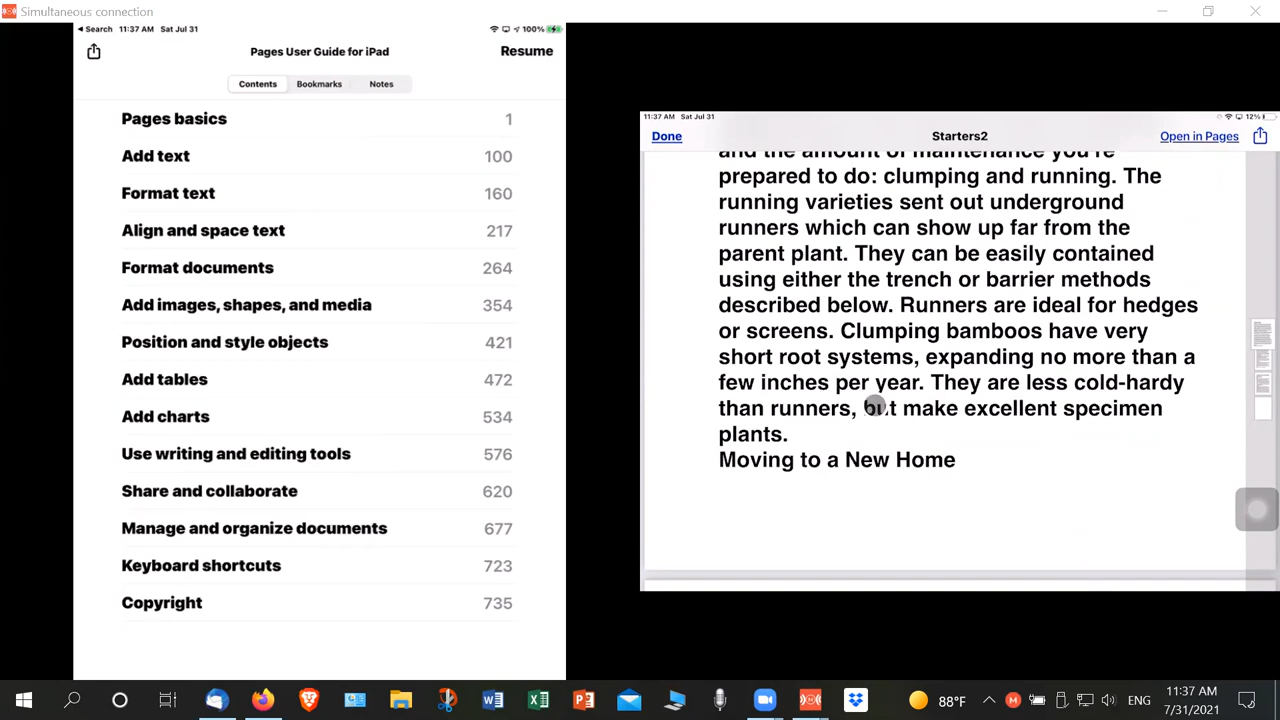 Simultaneous connection
Search 11:37 AM Sat Jul 31
100%
Pages User Guide for iPad
Resume
Contents
Bookmarks
Notes
Pages basics 1
Add text 100
Format text 160
Align and space text 217
Format documents 264
Add images, shapes, and media 354
Position and style objects 421
Add tables 472
Add charts 534
Use writing and editing tools 576
Share and collaborate 620
Manage and organize documents 677
Keyboard shortcuts 723
Copyright 735
11:37 AM Sat Jul 31
12%
Done
Starters2
Open in Pages
and the amount of maintenance you're
prepared to do: clumping and running. The
running varieties sent out underground
runners which can show up far from the
parent plant. They can be easily contained
using either the trench or barrier methods
described below. Runners are ideal for hedges
or screens. Clumping bamboos have very
short root systems, expanding no more than a
few inches per year. They are less cold-hardy
than runners, but make excellent specimen
plants.
Moving to a New Home
88°F
ENG
11:37 AM
7/31/2021